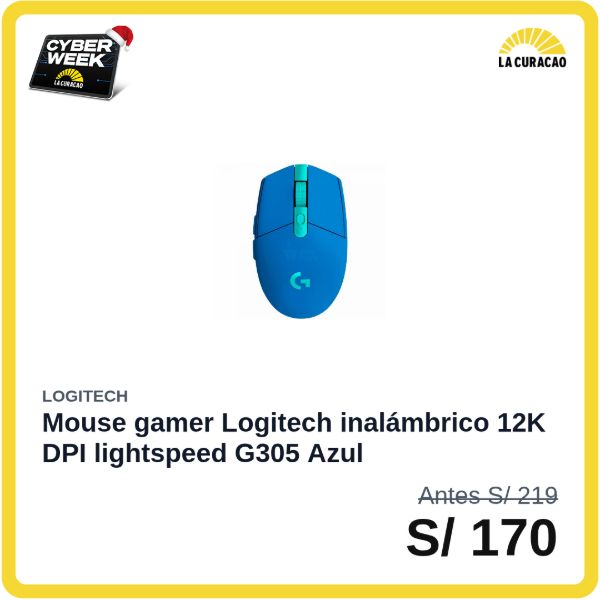 CYBER
WEEK
LA CURACAO
LA CURACAO
LOGITECH
Mouse gamer Logitech inalámbrico 12K
DPI lightspeed G305 Azul
Antes S/ 219
S/ 170